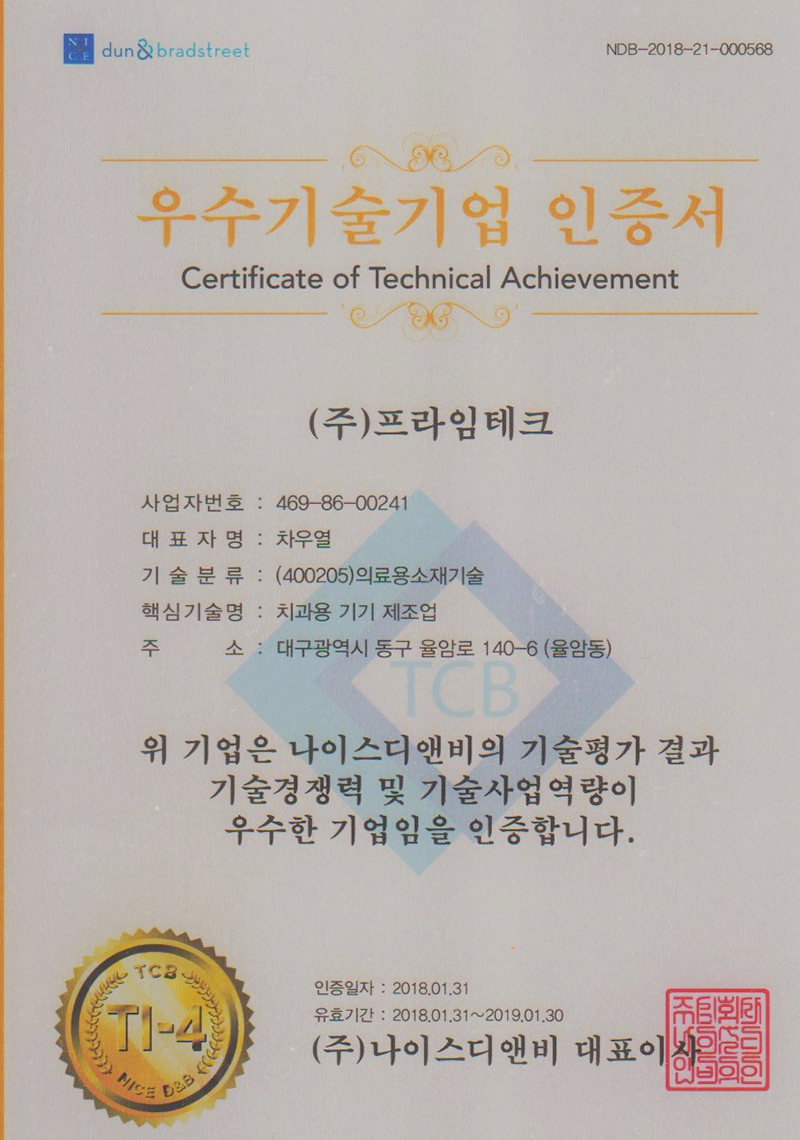 NICE dun & bradstreet
NDB-2018-21-000568
우수기술기업 인증서
Certificate of Technical Achievement
(주)프라임테크
사업자번호 : 469-86-00241
대 표 자 명 : 차우열
기 술 분 류 : (400205)의료용소재기술
핵심기술명 : 치과용 기기 제조업
주 소 : 대구광역시 동구 율암로 140-6 (율암동)
TCB
위 기업은 나이스디앤비의 기술평가 결과
기술경쟁력 및 기술사업역량이
우수한 기업임을 인증합니다.
TCB
TI-4
NICE D&B
인증일자 : 2018.01.31
유효기간 : 2018.01.31~2019.01.30
(주)나이스디앤비 대표이사